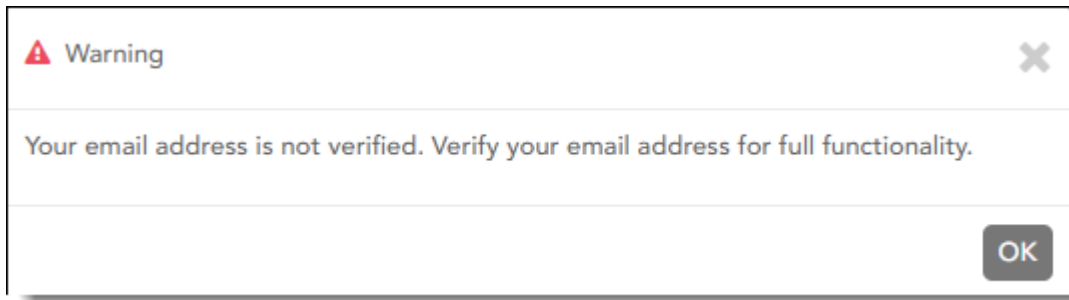 Warning
Your email address is not verified. Verify your email address for full functionality.
OK